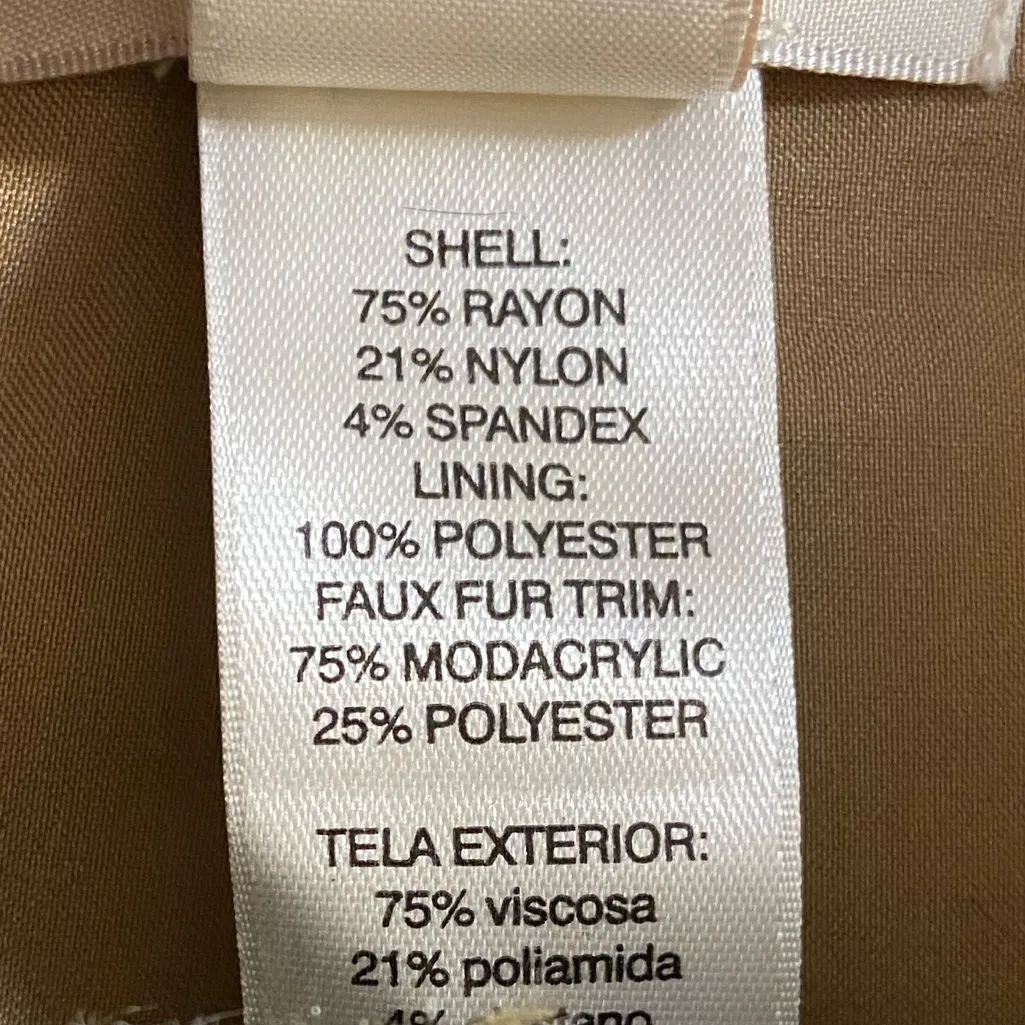 SHELL:
75% RAYON
21% NYLON
4% SPANDEX
LINING:
100% POLYESTER
FAUX FUR TRIM:
75% MODACRYLIC
25% POLYESTER
TELA EXTERIOR:
75% viscosa
21% poliamida
4%